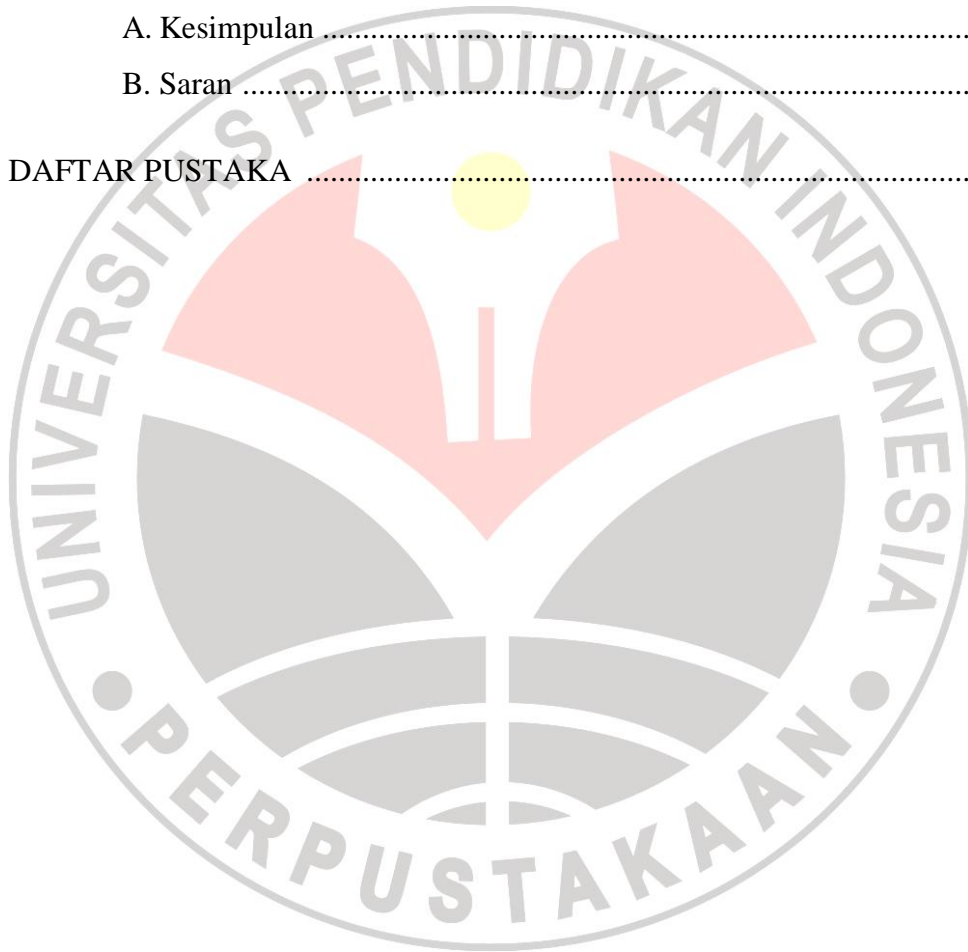 A. Kesimpulan ....................................................................................
B. Saran ..............................................................................................
DAFTAR PUSTAKA ....................................................................................
UNIVERSITAS PENDIDIKAN INDONESIA
PERPUSTAKAAN